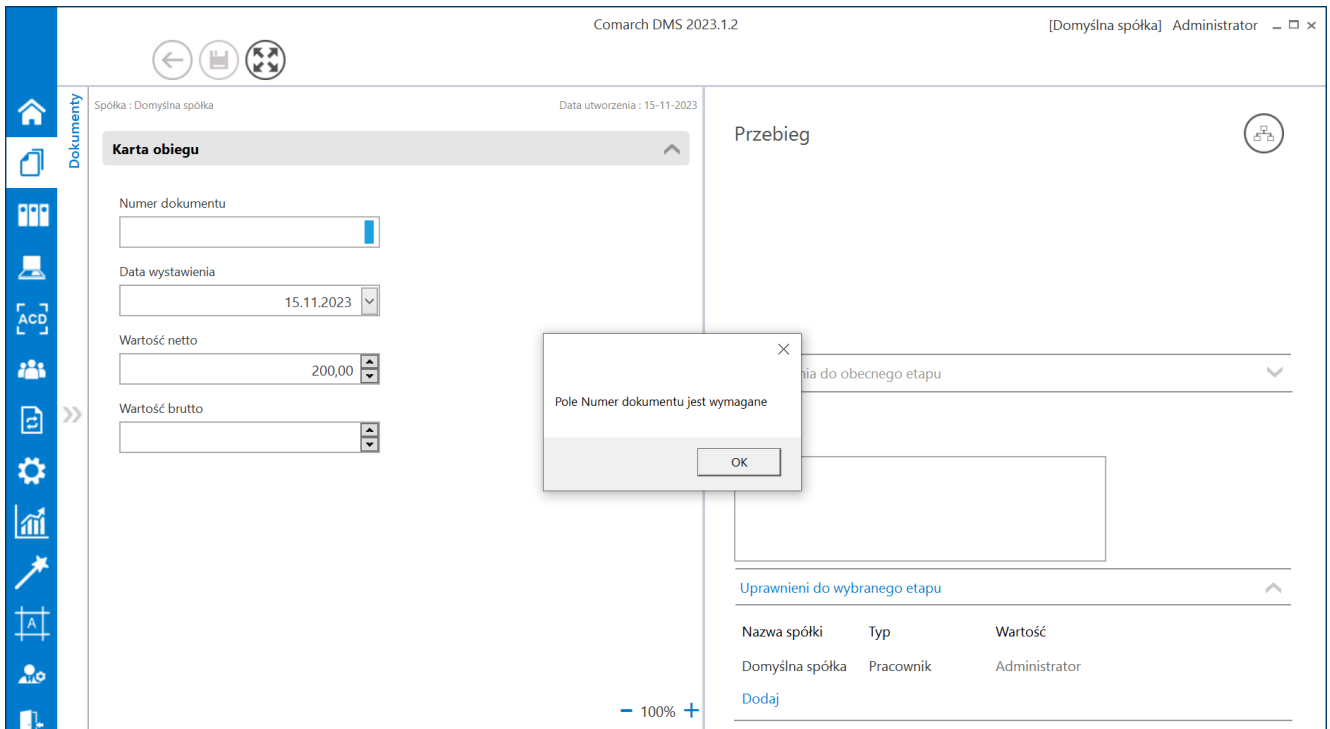 Comarch DMS 2023.1.2
[Domyślna spółka] Administrator
Dokumenty
Spółka : Domyślna spółka
Data utworzenia : 15-11-2023
Karta obiegu
Numer dokumentu
Data wystawienia
15.11.2023
Wartość netto
200,00
Wartość brutto
100%
Przebieg
do obecnego etapu
Pole Numer dokumentu jest wymagane
OK
Uprawnieni do wybranego etapu
Nazwa spółki Typ Wartość
Domyślna spółka Pracownik Administrator
Dodaj
ACD
A